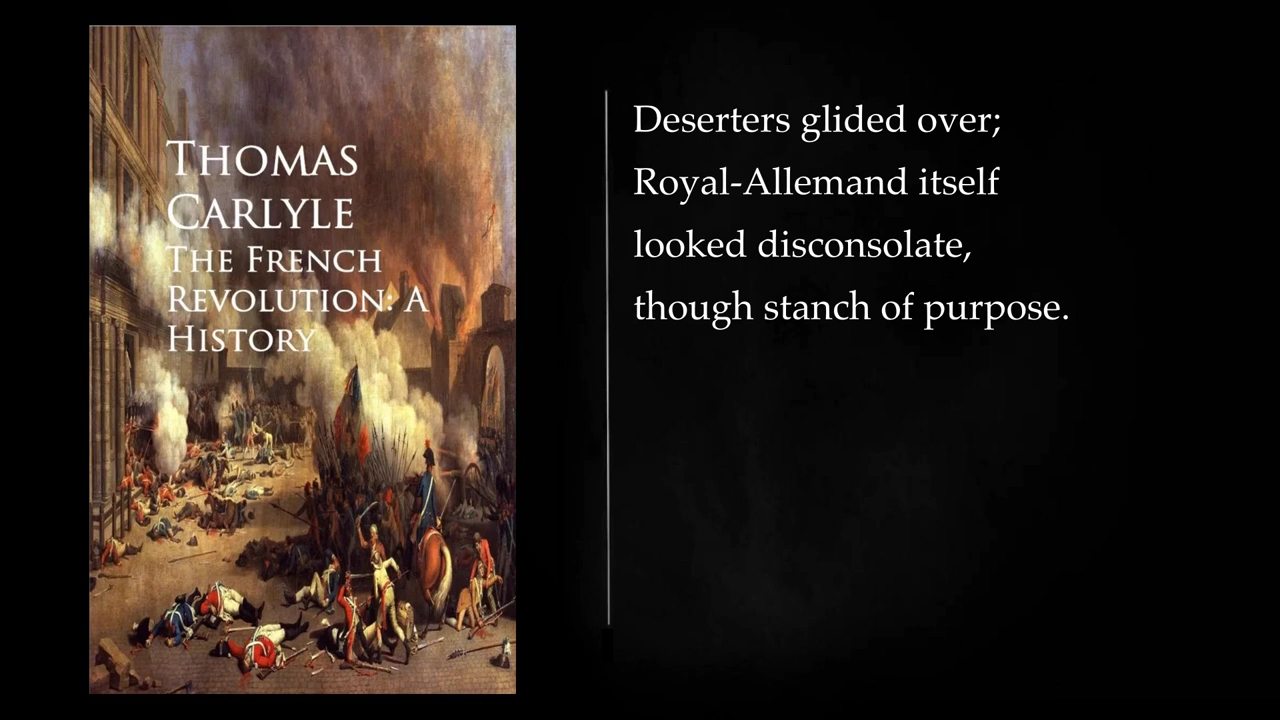 THOMAS
CARLYLE
THE FRENCH
REVOLUTION: A
HISTORY
Deserters glided over;
Royal-Allemand itself
looked disconsolate,
though stanch of purpose.